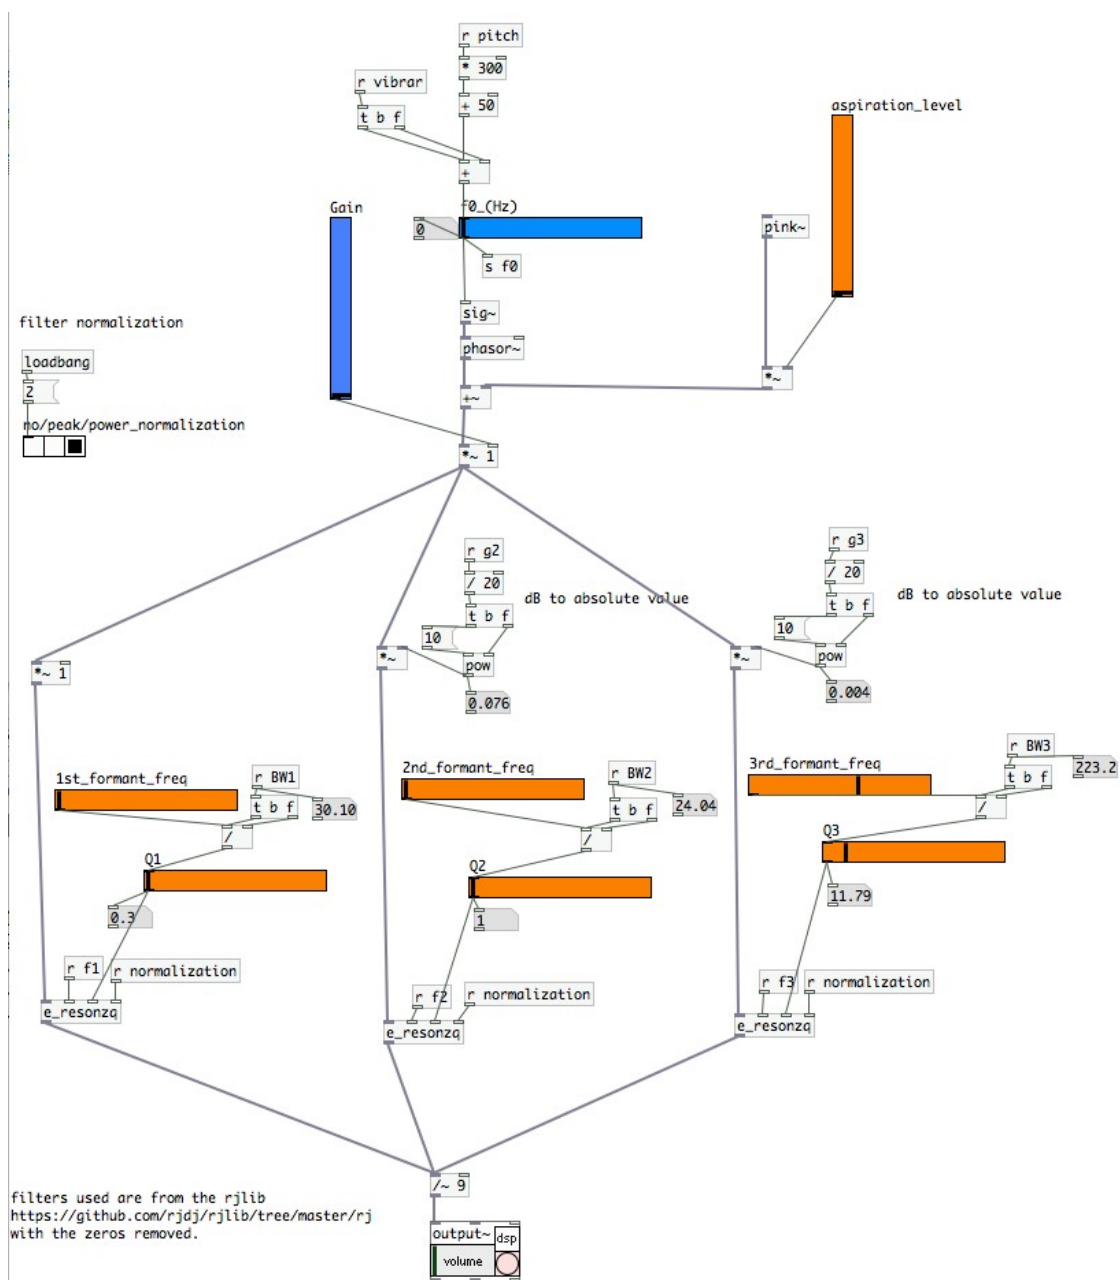 r pitch
* 300
r vibrar
+ 50
aspiration_level
t b f
+
Gain
f0_(Hz)
pink~
0
s f0
sig~
filter normalization
phasor~
loadbang
*~
2
+~
no/peak/power_normalization
*~ 1
r g2
r g3
/ 20
/ 20
dB to absolute value
dB to absolute value
t b f
t b f
10
10
pow
pow
*~
*~
*~ 1
0.076
0.004
r BW3
1st_formant_freq
r BW1
2nd_formant_freq
r BW2
3rd_formant_freq
223.2
t b f
t b f
30.10
t b f
24.04
/
/
/
Q1
Q2
Q3
0.3
1
11.79
r f1
r normalization
r f2
r normalization
r f3
r normalization
e_resonzq
e_resonzq
e_resonzq
/~ 9
filters used are from the rjlib
https://github.com/rjdj/rjlib/tree/master/rj
with the zeros removed.
output~
dsp
volume